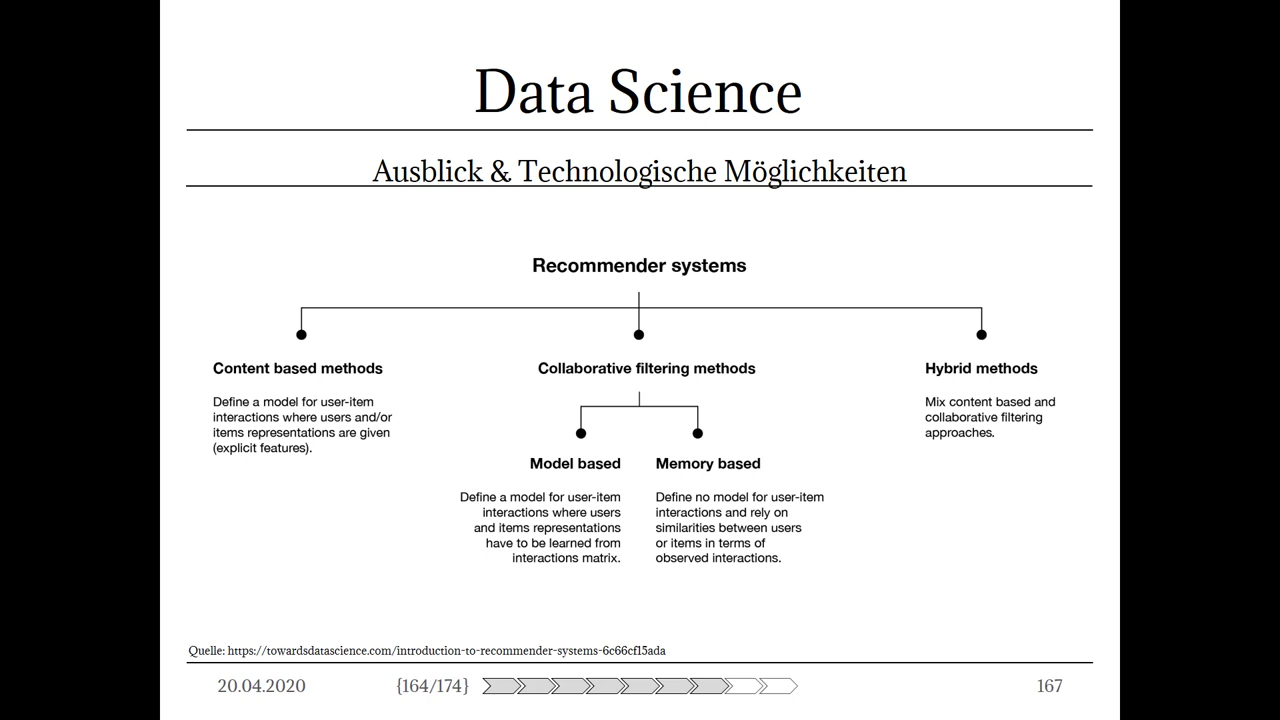 Data Science
Ausblick & Technologische Möglichkeiten
Recommender systems
Content based methods
Define a model for user-item
interactions where users and/or
items representations are given
(explicit features).
Collaborative filtering methods
Model based
Define a model for user-item
interactions where users
and items representations
have to be learned from
interactions matrix.
Memory based
Define no model for user-item
interactions and rely on
similarities between users
or items in terms of
observed interactions.
Hybrid methods
Mix content based and
collaborative filtering
approaches.
Quelle: https://towardsdatascience.com/introduction-to-recommender-systems-6c66cf15ada
20.04.2020 {164/174} 167